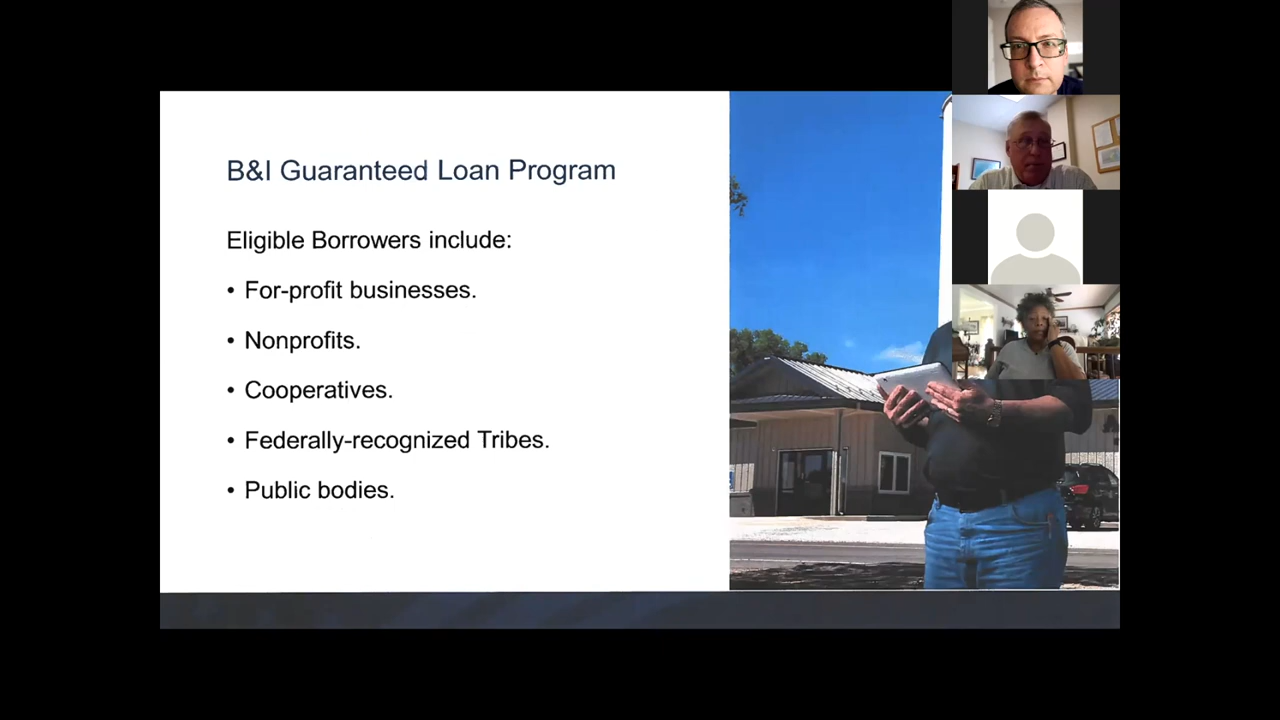 B&I Guaranteed Loan Program
Eligible Borrowers include:
• For-profit businesses.
• Nonprofits.
• Cooperatives.
• Federally-recognized Tribes.
• Public bodies.